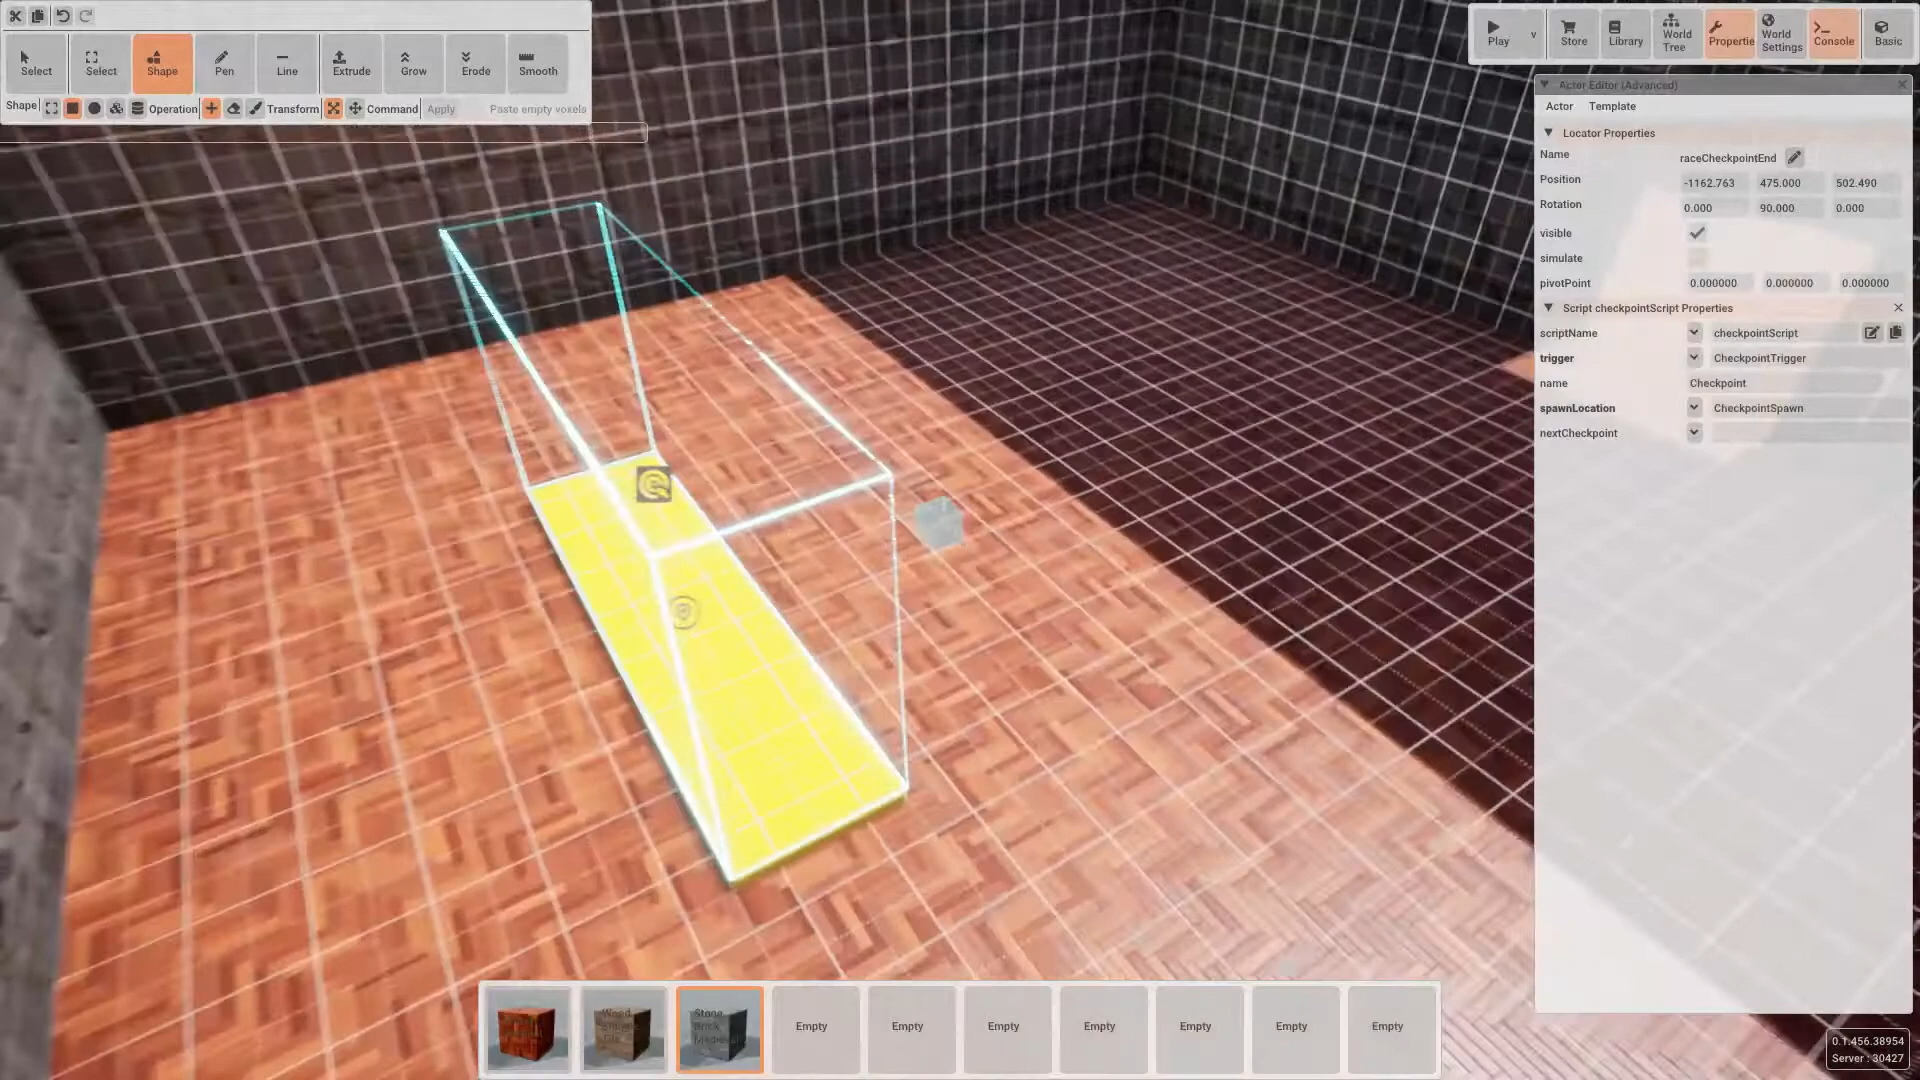 Select
Select
Shape
Pen
Line
Extrude
Grow
Erode
Smooth
Shape
Operation
Transform
Command
Apply
Paste empty voxels
Play
v
Store
Library
World
Tree
Propertie
World
Settings
Console
Basic
Actor Editor (Advanced)
Actor Template
Locator Properties
Name raceCheckpointEnd
Position -1162.763 475.000 502.490
Rotation 0.000 90.000 0.000
visible
simulate
pivotPoint 0.000000 0.000000 0.000000
Script checkpointScript Properties
scriptName checkpointScript
trigger CheckpointTrigger
name Checkpoint
spawnLocation CheckpointSpawn
nextCheckpoint
Wood
Stone
Brick
Empty
Empty
Empty
Empty
Empty
Empty
Empty
0.1.456.38954
Server : 30427